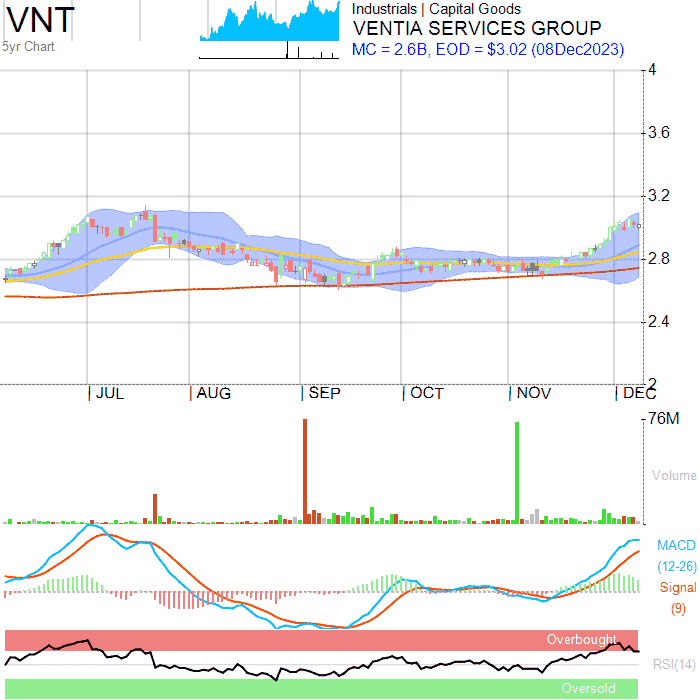 VNT
5yr Chart
Industrials | Capital Goods
VENTIA SERVICES GROUP
MC = 2.6B, EOD = $3.02 (08Dec2023)
4
3.6
3.2
2.8
2.4
2
JUL AUG SEP OCT NOV DEC
76M
Volume
MACD
(12-26)
Signal
(9)
Overbought
RSI(14)
Oversold